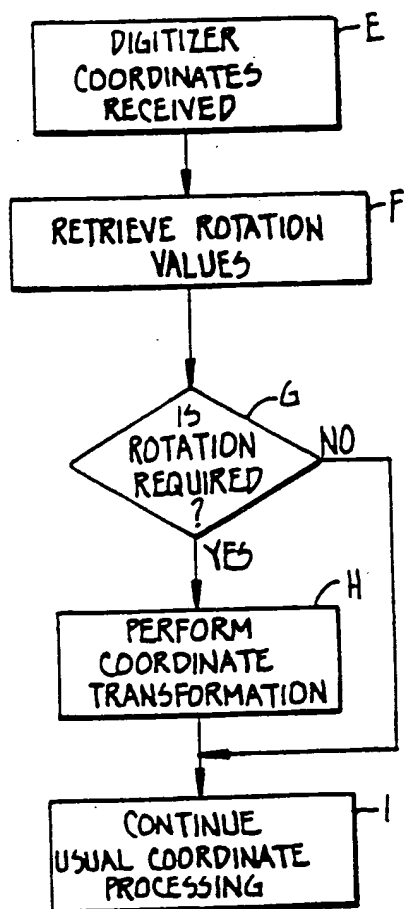 DIGITIZER
COORDINATES
RECEIVED
E
RETRIEVE ROTATION
VALUES
F
IS
ROTATION
REQUIRED
?
G
NO
YES
PERFORM
COORDINATE
TRANSFORMATION
H
CONTINUE
USUAL COORDINATE
PROCESSING
I